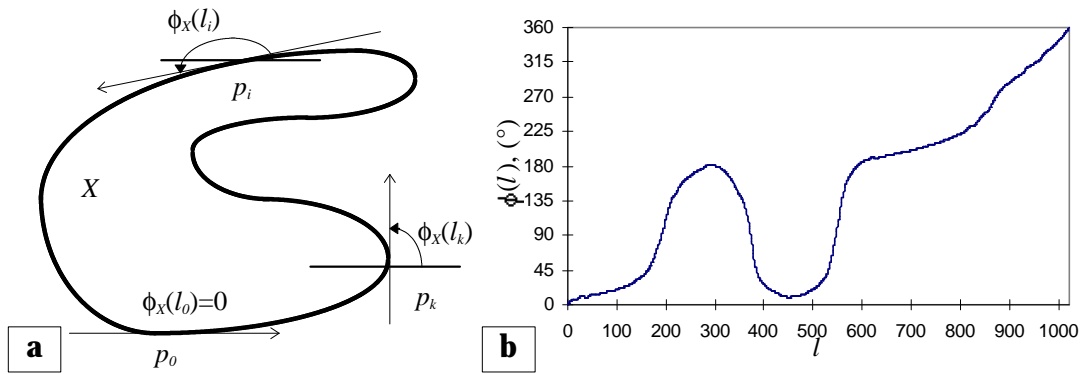 ϕX(li)
pi
X
ϕX(lk)
ϕX(l0)=0
pk
p0
a
ϕ(l), (°)
360
315
270
225
180
135
90
45
0
0 100 200 300 400 500 600 700 800 900 1000
l
b